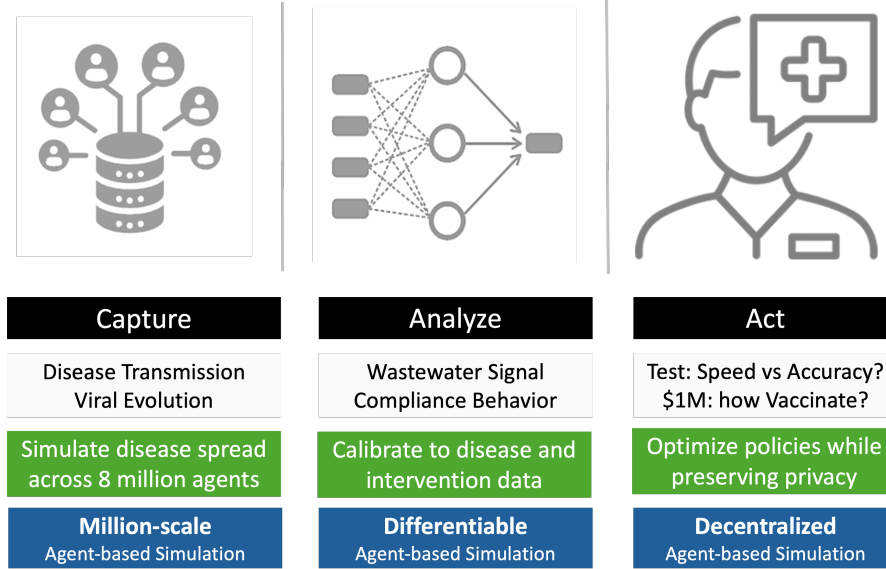 Capture
Disease Transmission
Viral Evolution
Simulate disease spread
across 8 million agents
Million-scale
Agent-based Simulation
Analyze
Wastewater Signal
Compliance Behavior
Calibrate to disease and
intervention data
Differentiable
Agent-based Simulation
Act
Test: Speed vs Accuracy?
$1M: how Vaccinate?
Optimize policies while
preserving privacy
Decentralized
Agent-based Simulation